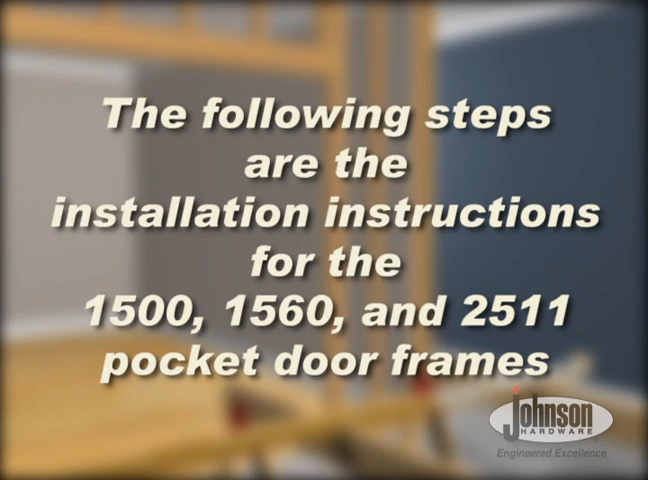 The following steps
are the
installation instructions
for the
1500, 1560, and 2511
pocket door frames
Johnson
HARDWARE
Engineered Excellence